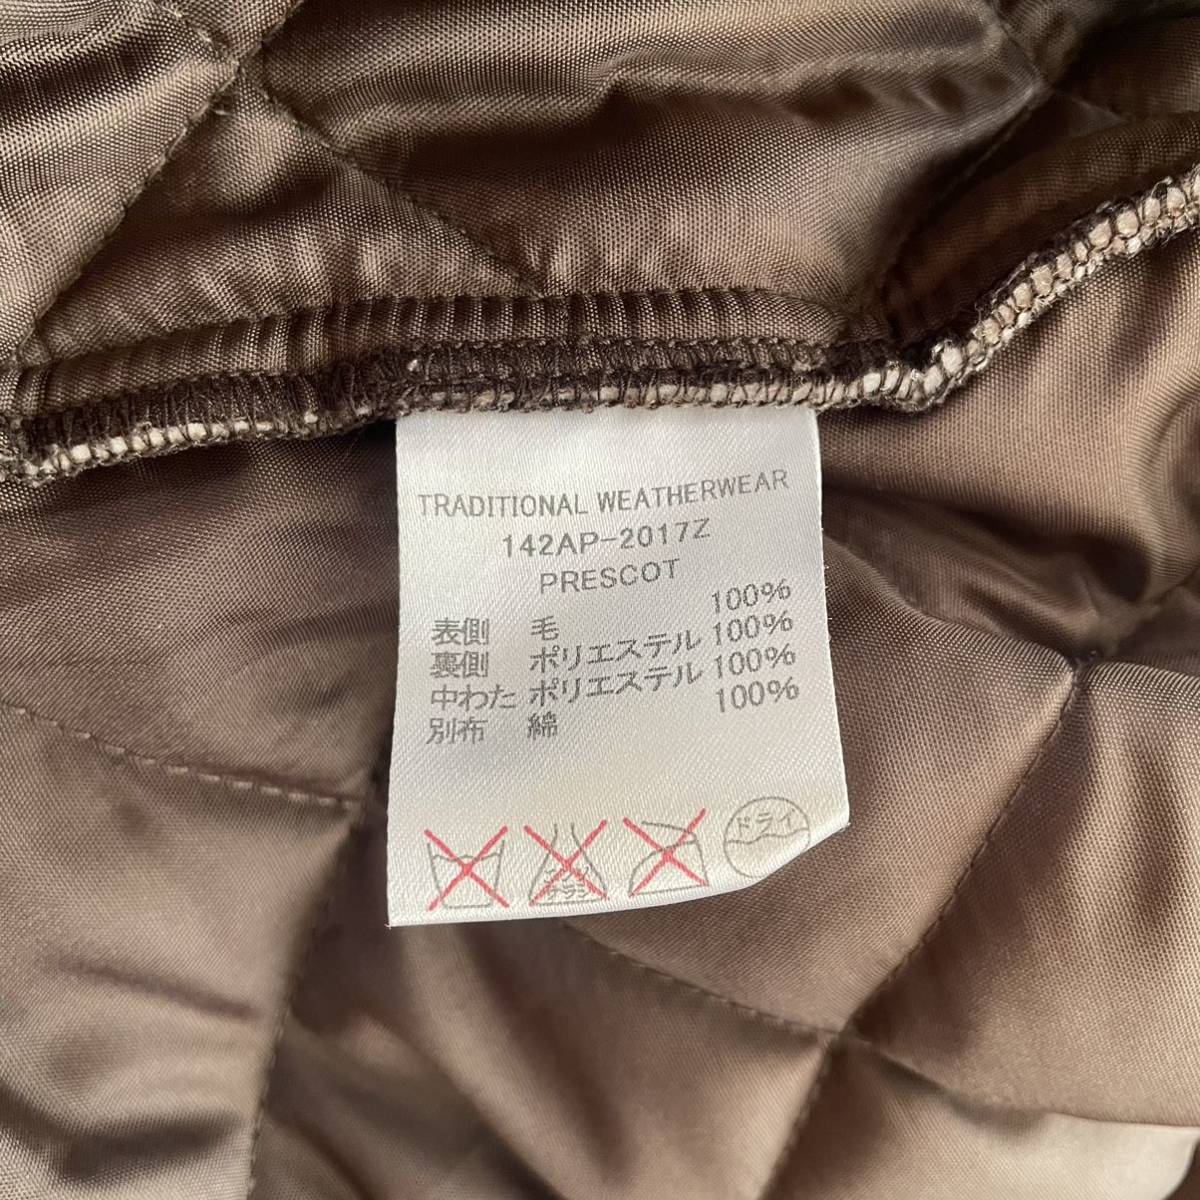 TRADITIONAL WEATHERWEAR
142AP-2017Z
PRESCOT
表側 毛 100%
裏側 ポリエステル 100%
中わた ポリエステル 100%
別布 綿 100%
ドライ